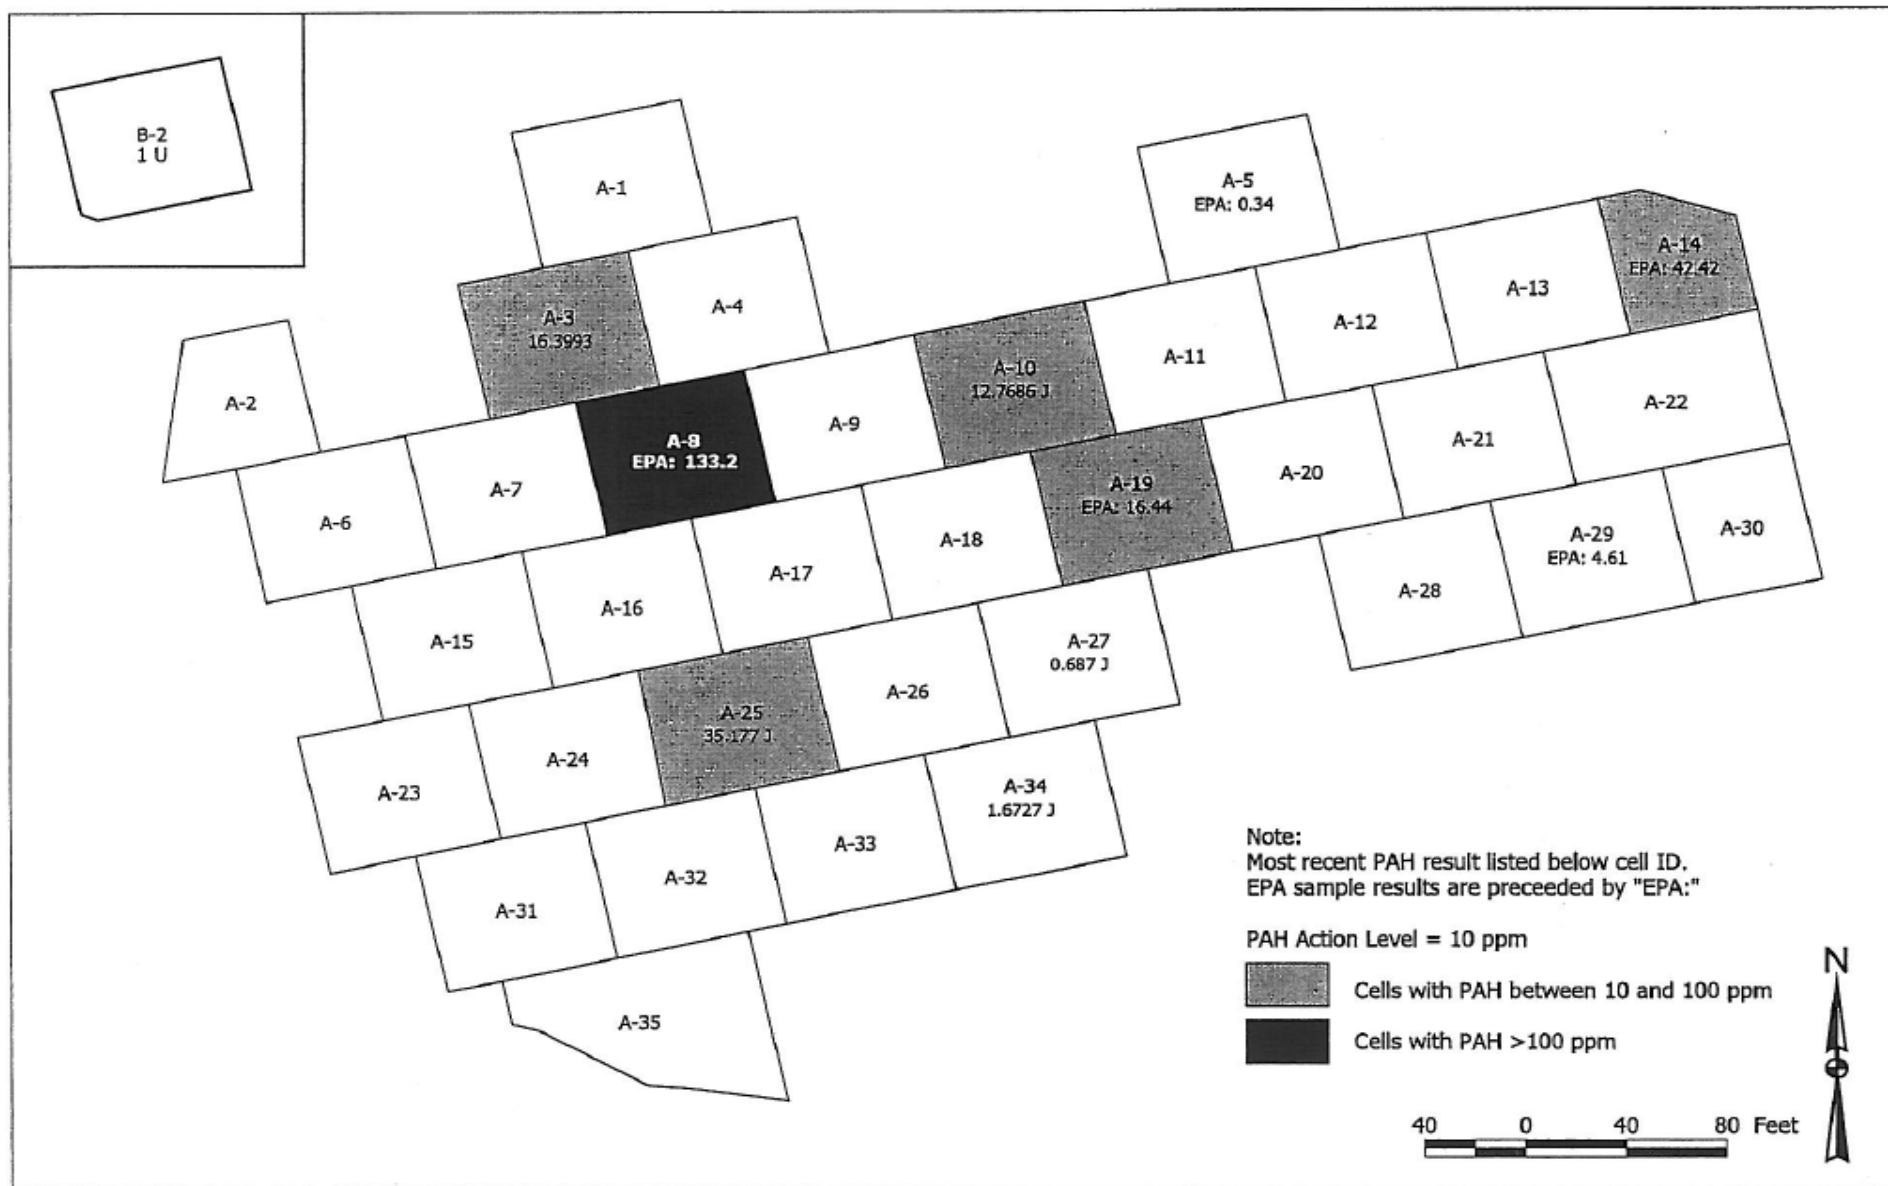 B-2
1 U
A-1
A-5
EPA: 0.34
A-14
EPA: 42.42
A-3
16.3993
A-4
A-13
A-12
A-11
A-10
12.7686 J
A-2
A-9
A-22
A-8
EPA: 133.2
A-7
A-6
A-21
A-20
A-19
EPA: 16.44
A-18
A-17
A-16
A-15
A-30
A-29
EPA: 4.61
A-28
A-27
0.687 J
A-26
A-25
35.177 J
A-24
A-23
A-34
1.6727 J
A-33
A-32
A-31
A-35
Note:
Most recent PAH result listed below cell ID.
EPA sample results are preceeded by "EPA:"
PAH Action Level = 10 ppm
Cells with PAH between 10 and 100 ppm
Cells with PAH >100 ppm
N
40 0 40 80 Feet